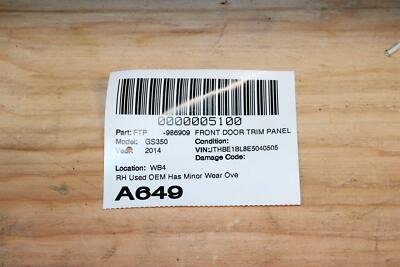 0000005100
Part: FTP -986909 FRONT DOOR TRIM PANEL
Model: GS350 Condition:
Year: 2014 VIN:JTHBE1BL8E5040505
Damage Code:
Location: WB4
RH Used OEM Has Minor Wear Ove
A649